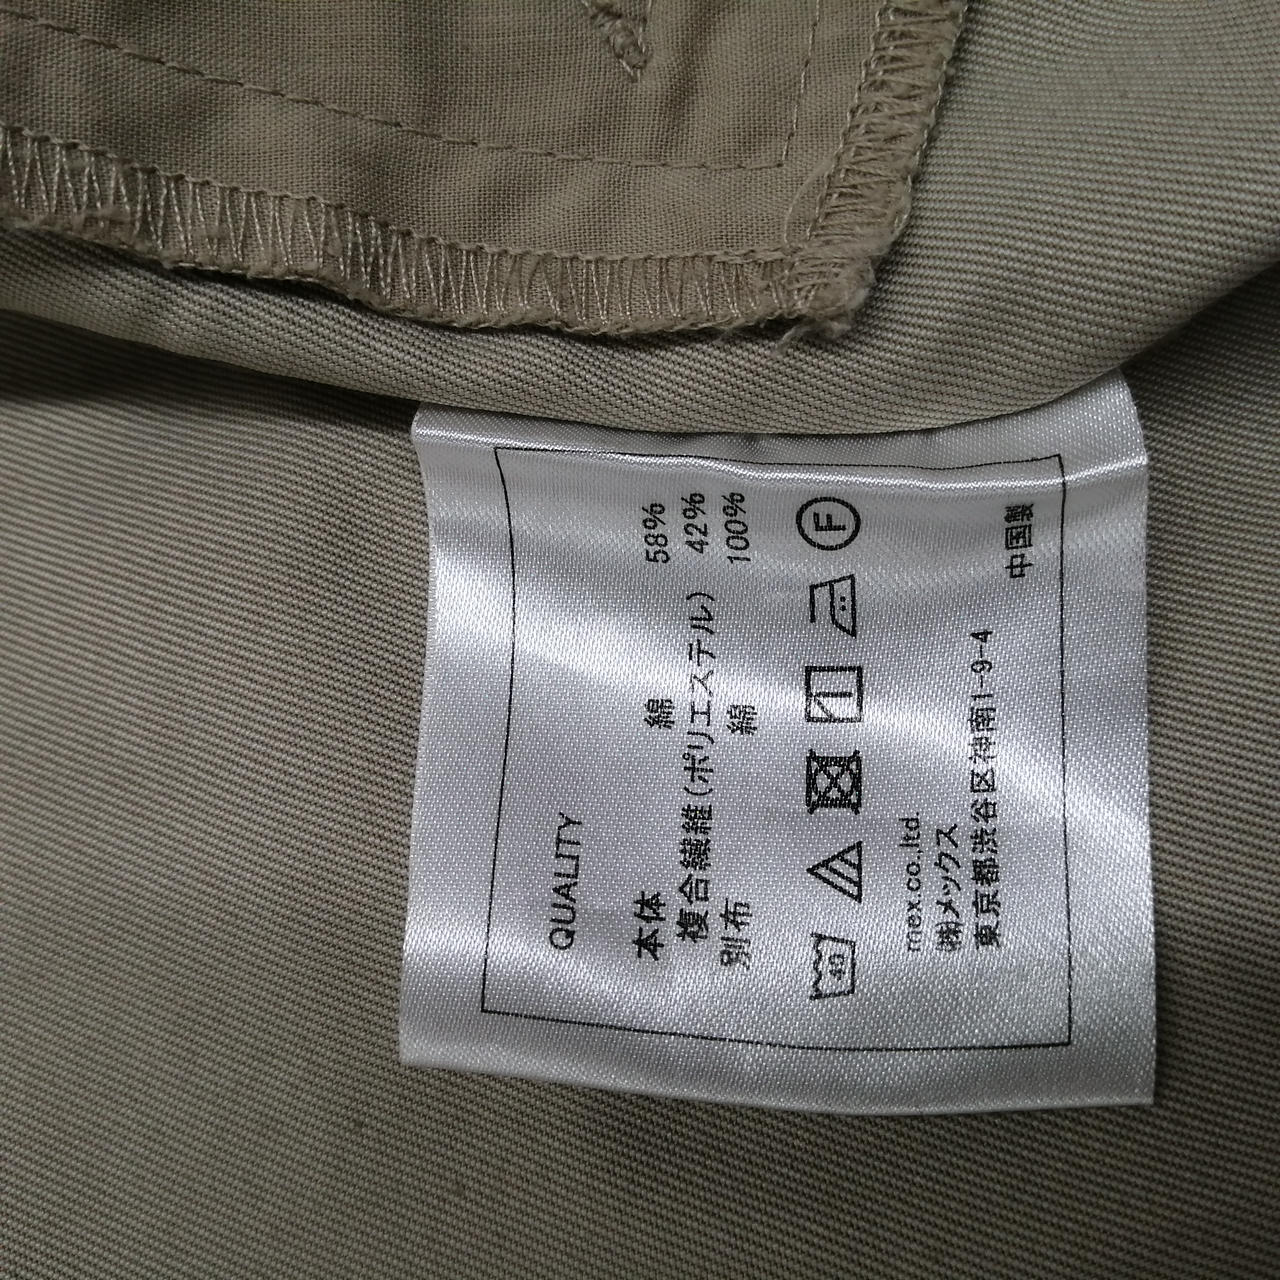 QUALITY
本体 綿 58%
複合繊維(ポリエステル) 42%
別布 綿 100%
40
F
mex.co.,ltd.
㈱メックス
東京都渋谷区神南1-9-4
中国製